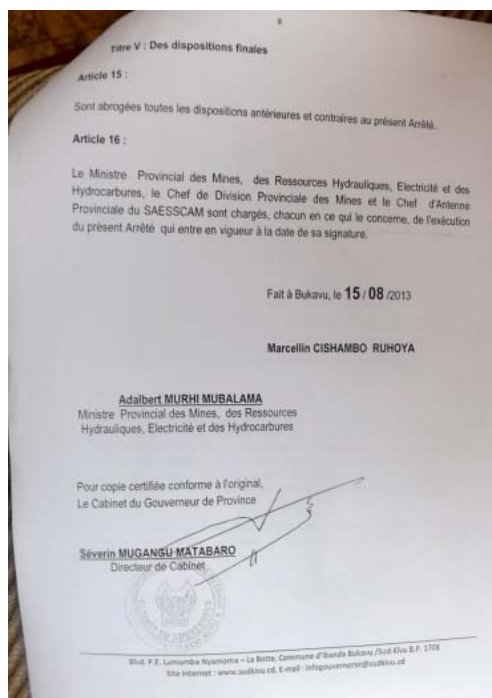 8
Titre V : Des dispositions finales
Article 15 :
Sont abrogées toutes les dispositions antérieures et contraires au présent Arrêté.
Article 16 :
Le Ministre Provincial des Mines, des Ressources Hydrauliques, Electricité et des
Hydrocarbures, le Chef de Division Provinciale des Mines et le Chef d'Antenne
Provinciale du SAESSCAM sont chargés, chacun en ce qui le concerne, de l'exécution
du présent Arrêté qui entre en vigueur à la date de sa signature.
Fait à Bukavu, le 15 / 08 /2013
Marcellin CISHAMBO RUHOYA
Adalbert MURHI MUBALAMA
Ministre Provincial des Mines, des Ressources
Hydrauliques, Electricité et des Hydrocarbures
Pour copie certifiée conforme à l'original,
Le Cabinet du Gouverneur de Province
Séverin MUGANGU MATABARO
Directeur de Cabinet
Blvd. P.E. Lumumba Nyamoma – La Botte, Commune d'Ibanda Bukavu /Sud-Kivu B.P. 1708
Site internet : www.sudkivu.cd, E-mail : infogouvernorat@sudkivu.cd